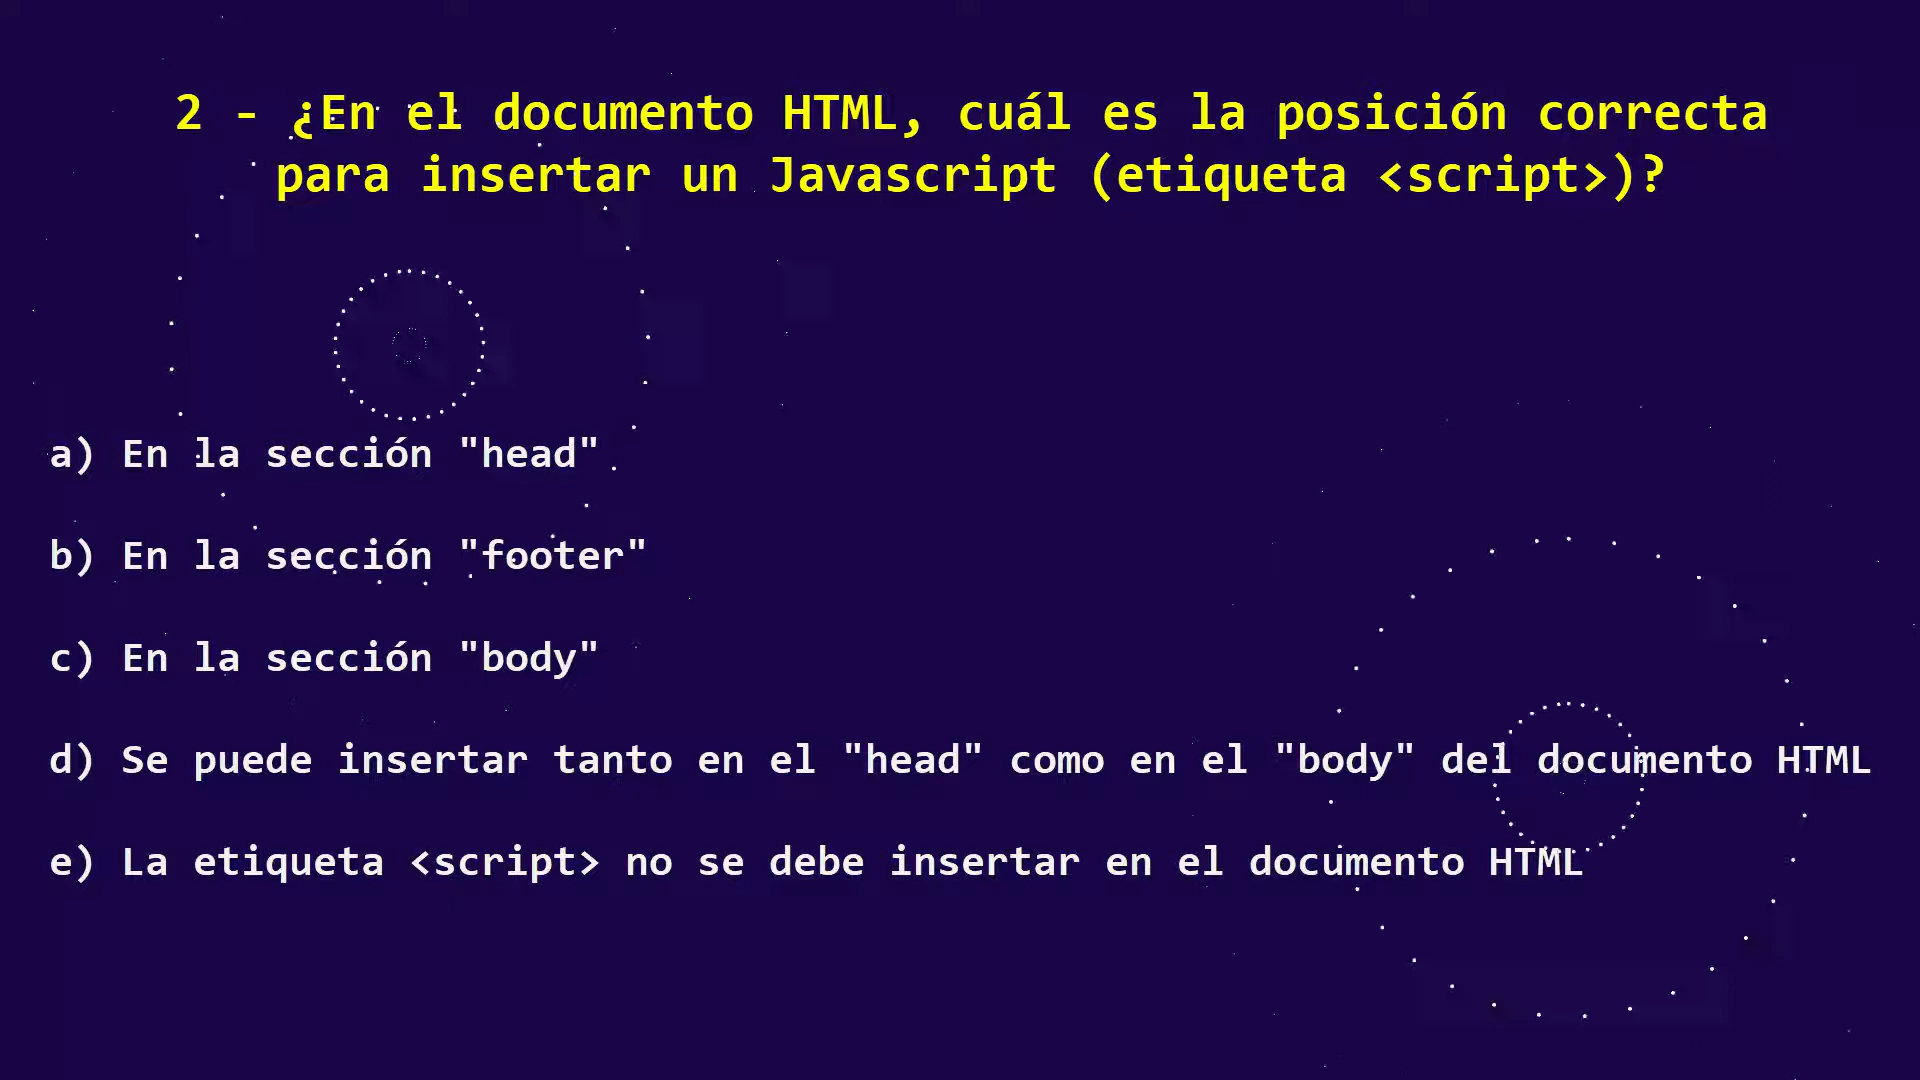 2 - ¿En el documento HTML, cuál es la posición correcta
para insertar un Javascript (etiqueta <script>)?
a) En la sección "head"
b) En la sección "footer"
c) En la sección "body"
d) Se puede insertar tanto en el "head" como en el "body" del documento HTML
e) La etiqueta <script> no se debe insertar en el documento HTML